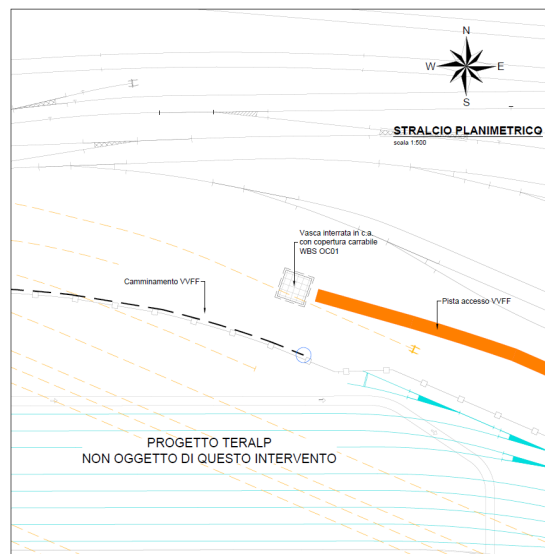 N
W E
S
STRALCIO PLANIMETRICO
scala 1:500
Vasca interrata in c.a.
con copertura carrabile
WBS OC01
Camminamento VVFF
Pista accesso VVFF
PROGETTO TERALP
NON OGGETTO DI QUESTO INTERVENTO